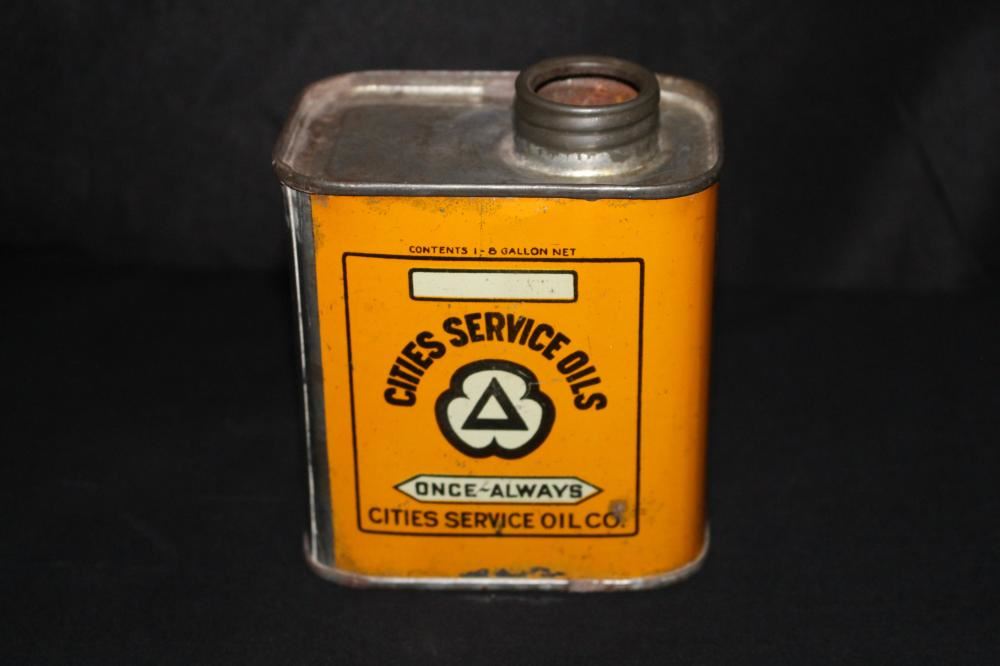 CONTENTS 1-8 GALLON NET
CITIES SERVICE OILS
ONCE~ALWAYS
CITIES SERVICE OIL CO.